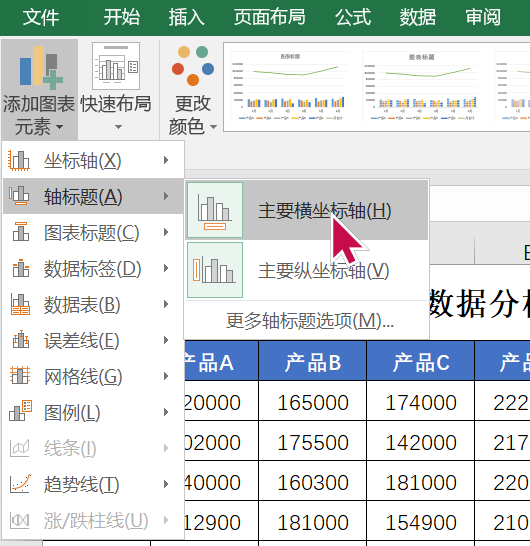 文件 开始 插入 页面布局 公式 数据 审阅
添加图表元素 快速布局 更改颜色
图表标题
图表标题
坐标轴(X)
轴标题(A)
图表标题(C)
数据标签(D)
数据表(B)
误差线(E)
网格线(G)
图例(L)
线条(I)
趋势线(T)
涨/跌柱线(U)
主要横坐标轴(H)
主要纵坐标轴(V)
更多轴标题选项(M)...
数据分
产品A 产品B 产品C 产
20000 165000 174000 222
02000 175500 142000 217
40000 160300 181000 220
12900 181000 154900 210